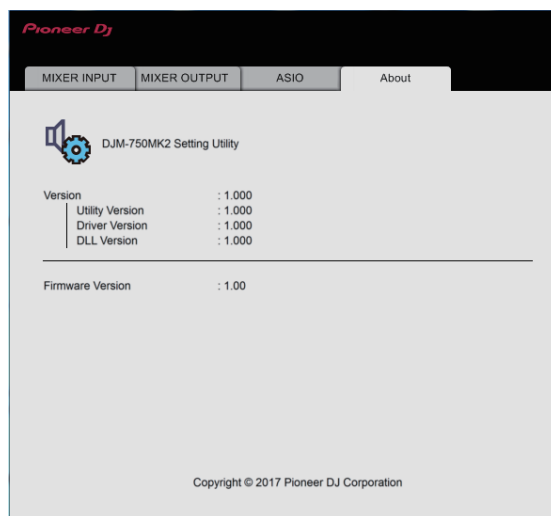 Pioneer Dj
MIXER INPUT MIXER OUTPUT ASIO About
DJM-750MK2 Setting Utility
Version : 1.000
Utility Version : 1.000
Driver Version : 1.000
DLL Version : 1.000
Firmware Version : 1.00
Copyright © 2017 Pioneer DJ Corporation